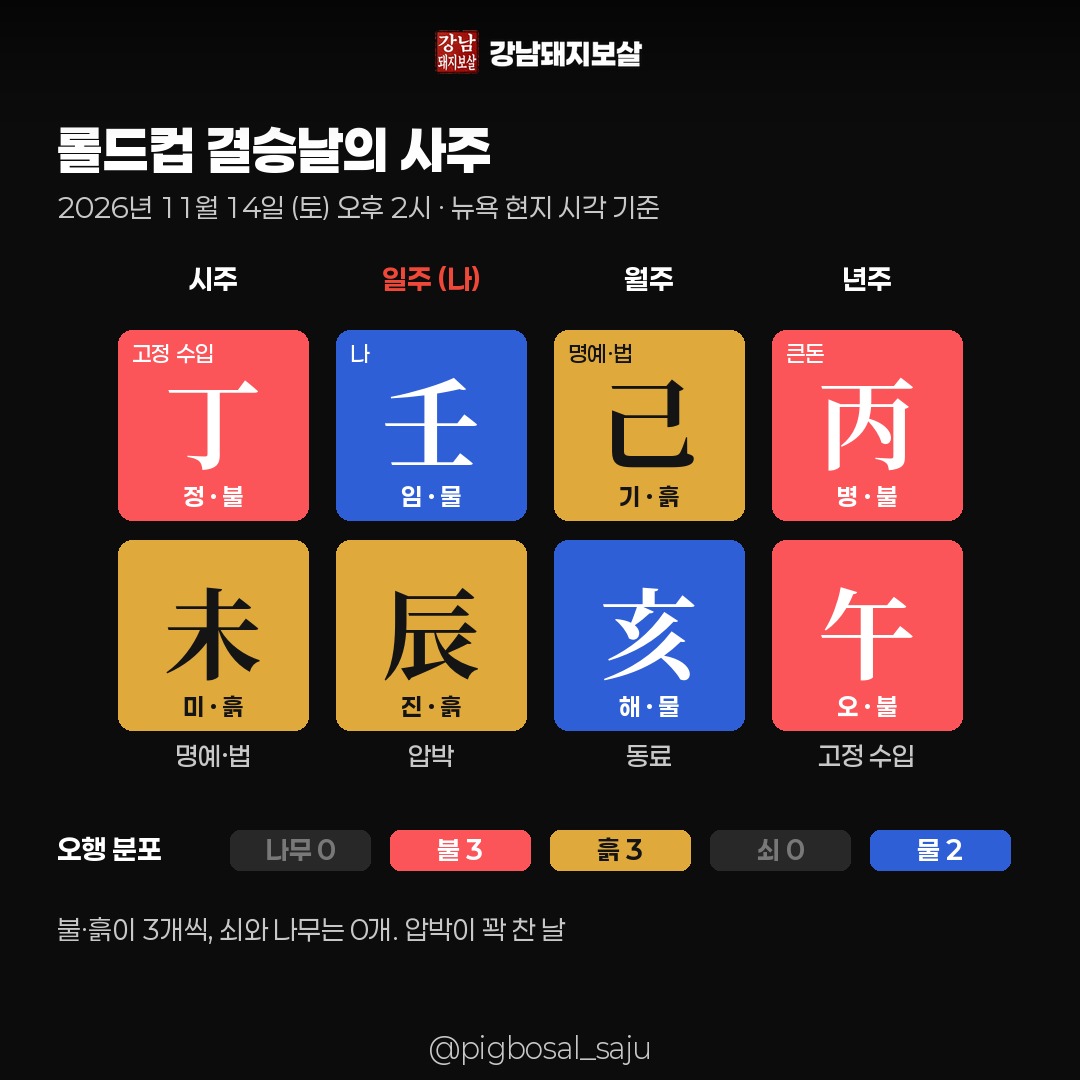 강남
돼지보살
강남돼지보살
롤드컵 결승날의 사주
2026년 11월 14일 (토) 오후 2시 · 뉴욕 현지 시각 기준
시주 일주 (나) 월주 년주
고정 수입 나 명예·법 큰돈
丁 壬 己 丙
정·불 임·물 기·흙 병·불
未 辰 亥 午
미·흙 진·흙 해·물 오·불
명예·법 압박 동료 고정 수입
오행 분포 나무 0 불 3 흙 3 쇠 0 물 2
불·흙이 3개씩, 쇠와 나무는 0개. 압박이 꽉 찬 날
@pigbosal_saju